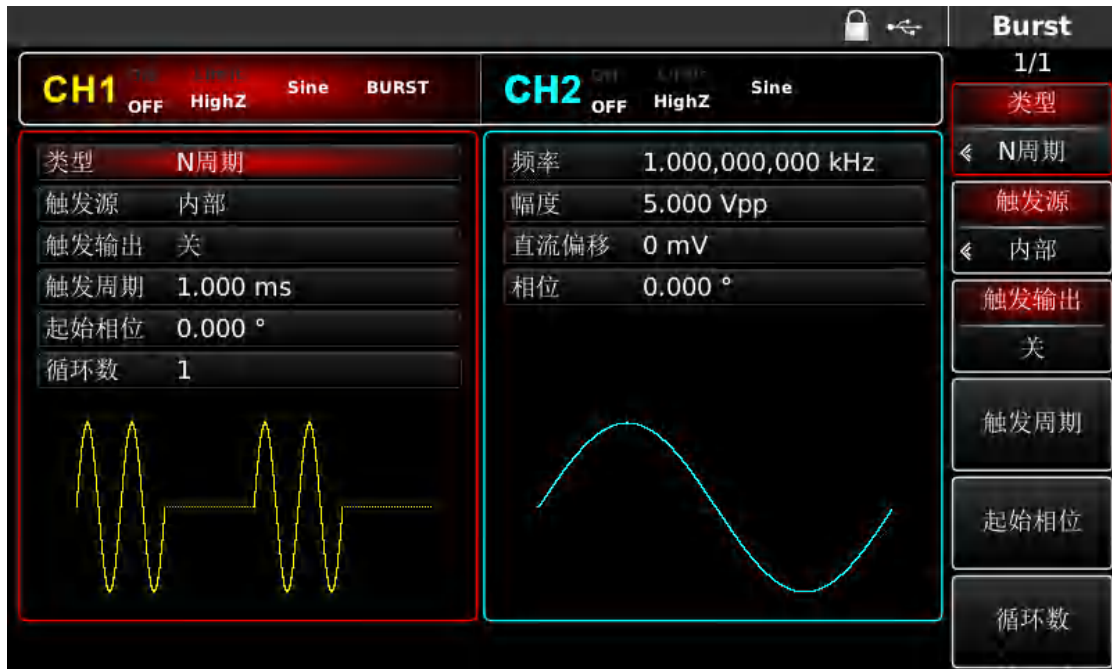 Burst
1/1
CH1 OFF HighZ Sine BURST
CH2 OFF HighZ Sine
类型 N周期
触发源 内部
触发输出 关
触发周期 1.000 ms
起始相位 0.000 °
循环数 1
频率 1.000,000,000 kHz
幅度 5.000 Vpp
直流偏移 0 mV
相位 0.000 °
类型
N周期
触发源
内部
触发输出
关
触发周期
起始相位
循环数